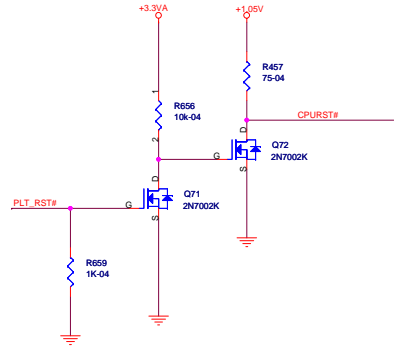 +3.3VA
+1.05V
R457
75-04
1
R656
10k-04
CPURST#
2
D
Q72
2N7002K
G
S
D
Q71
2N7002K
PLT_RST#
G
S
R659
1K-04